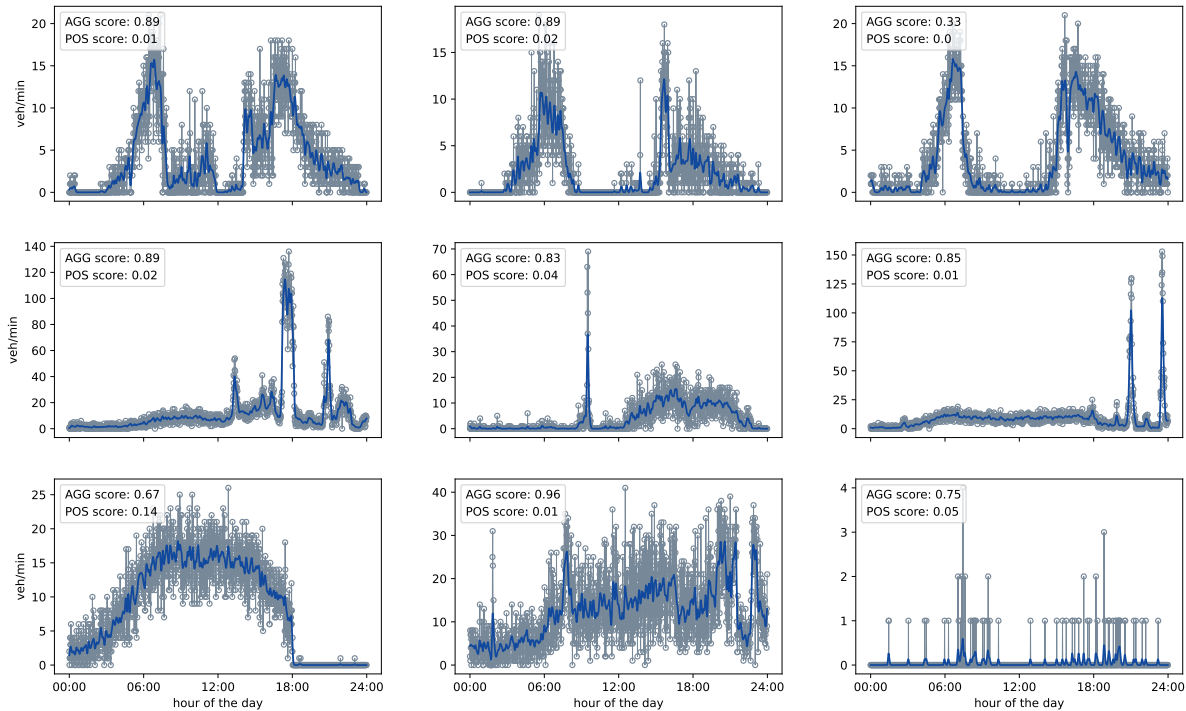 AGG score: 0.89
POS score: 0.01
veh/min
20
15
10
5
0
AGG score: 0.89
POS score: 0.02
15
10
5
0
AGG score: 0.33
POS score: 0.0
20
15
10
5
0
AGG score: 0.89
POS score: 0.02
veh/min
140
120
100
80
60
40
20
0
AGG score: 0.83
POS score: 0.04
70
60
50
40
30
20
10
0
AGG score: 0.85
POS score: 0.01
150
125
100
75
50
25
0
AGG score: 0.67
POS score: 0.14
veh/min
25
20
15
10
5
0
00:00 06:00 12:00 18:00 24:00
hour of the day
AGG score: 0.96
POS score: 0.01
40
30
20
10
0
00:00 06:00 12:00 18:00 24:00
hour of the day
AGG score: 0.75
POS score: 0.05
4
3
2
1
0
00:00 06:00 12:00 18:00 24:00
hour of the day